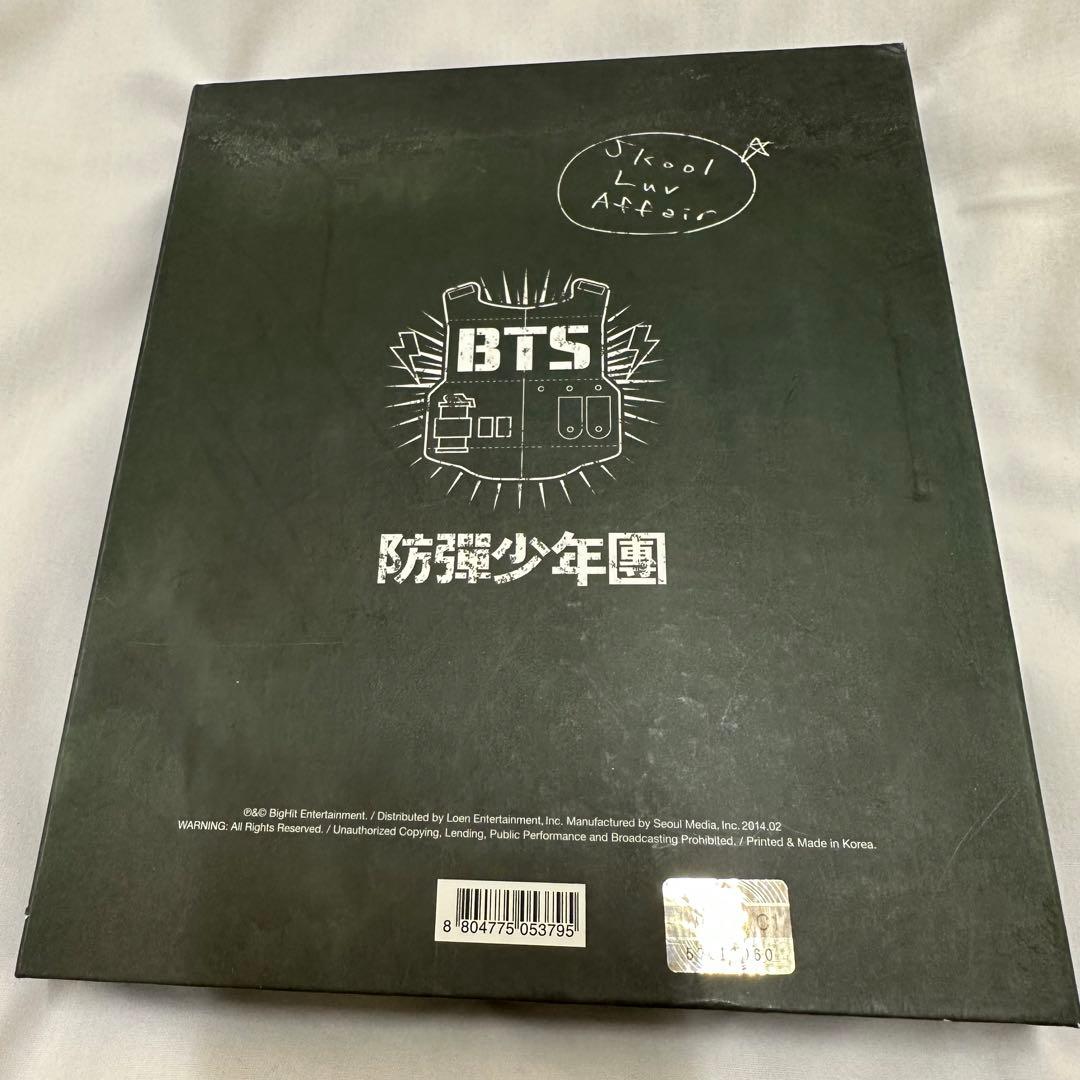 Skool
Luv
Affair
BTS
防彈少年團
℗&© BigHit Entertainment. / Distributed by Loen Entertainment, Inc. Manufactured by Seoul Media, Inc. 2014.02
WARNING: All Rights Reserved. / Unauthorized Copying, Lending, Public Performance and Broadcasting Prohibited. / Printed & Made in Korea.
8 804775 053795